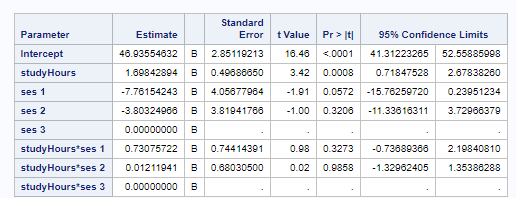 Parameter Estimate Standard Error t Value Pr > |t| 95% Confidence Limits
Intercept 46.93554632 B 2.85119213 16.46 <.0001 41.31223265 52.55885998
studyHours 1.69842894 B 0.49686650 3.42 0.0008 0.71847528 2.67838260
ses 1 -7.76154243 B 4.05677964 -1.91 0.0572 -15.76259720 0.23951234
ses 2 -3.80324966 B 3.81941766 -1.00 0.3206 -11.33616311 3.72966379
ses 3 0.00000000 B . . . . .
studyHours*ses 1 0.73075722 B 0.74414391 0.98 0.3273 -0.73689366 2.19840810
studyHours*ses 2 0.01211941 B 0.68030500 0.02 0.9858 -1.32962405 1.35386288
studyHours*ses 3 0.00000000 B . . . . .